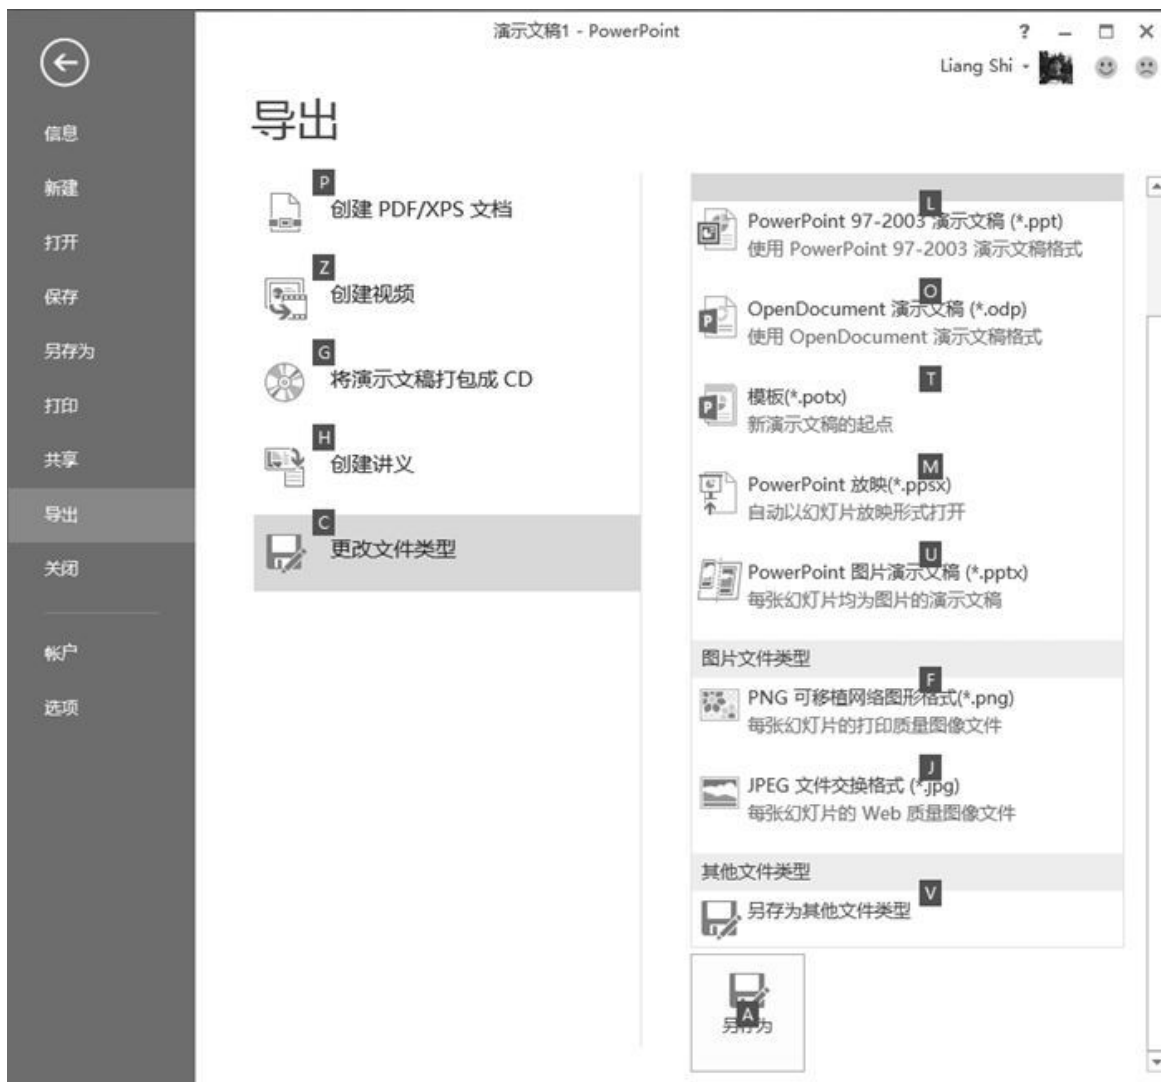 演示文稿1 - PowerPoint
?
Liang Shi
信息
新建
打开
保存
另存为
打印
共享
导出
关闭
帐户
选项
导出
P
创建 PDF/XPS 文档
Z
创建视频
G
将演示文稿打包成 CD
H
创建讲义
C
更改文件类型
L
PowerPoint 97-2003 演示文稿 (*.ppt)
使用 PowerPoint 97-2003 演示文稿格式
O
OpenDocument 演示文稿 (*.odp)
使用 OpenDocument 演示文稿格式
T
模板(*.potx)
新演示文稿的起点
M
PowerPoint 放映(*.ppsx)
自动以幻灯片放映形式打开
U
PowerPoint 图片演示文稿 (*.pptx)
每张幻灯片均为图片的演示文稿
图片文件类型
F
PNG 可移植网络图形格式(*.png)
每张幻灯片的打印质量图像文件
J
JPEG 文件交换格式 (*.jpg)
每张幻灯片的 Web 质量图像文件
其他文件类型
V
另存为其他文件类型
A
另存为